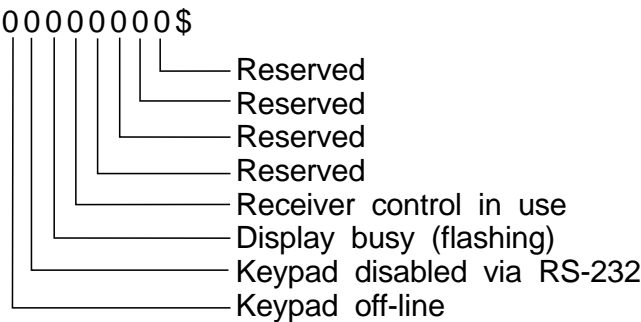 00000000$
Reserved
Reserved
Reserved
Reserved
Receiver control in use
Display busy (flashing)
Keypad disabled via RS-232
Keypad off-line